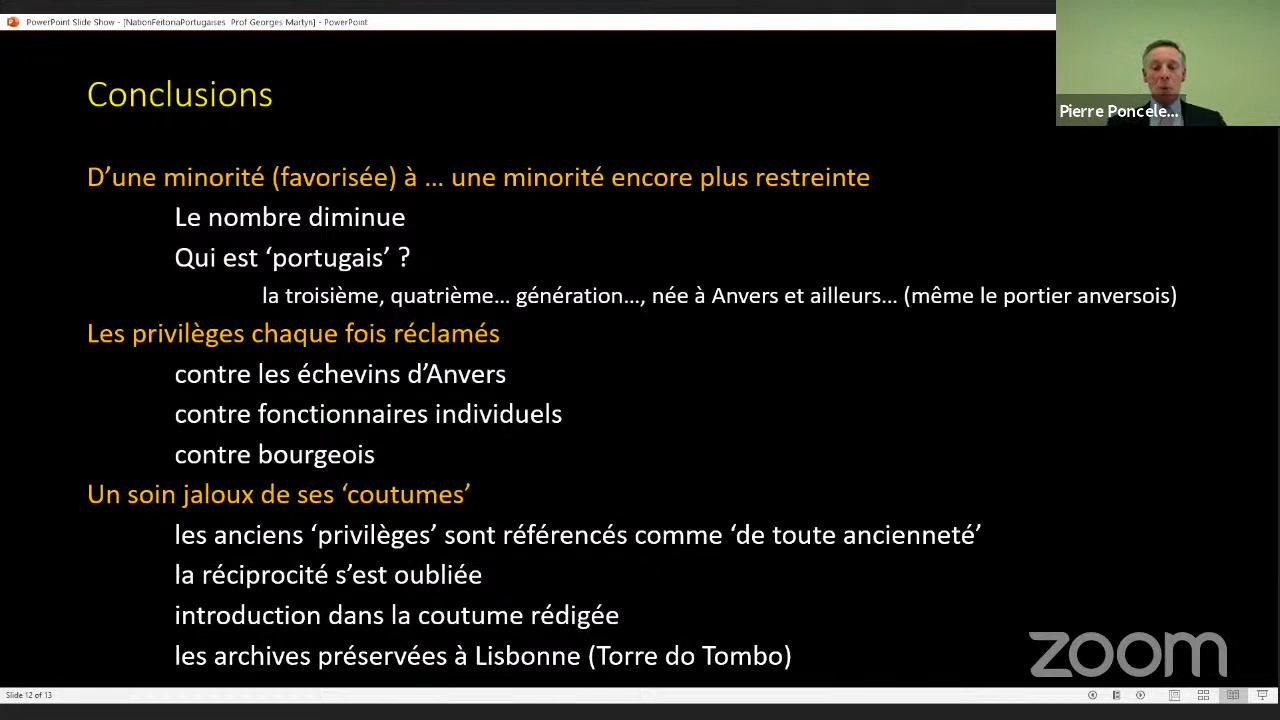 PowerPoint Slide Show - [NationFeitoriaPortugaises Prof Georges Martyn] - PowerPoint
Pierre Poncele...
Conclusions
D’une minorité (favorisée) à … une minorité encore plus restreinte
Le nombre diminue
Qui est ‘portugais’ ?
la troisième, quatrième… génération…, née à Anvers et ailleurs… (même le portier anversois)
Les privilèges chaque fois réclamés
contre les échevins d’Anvers
contre fonctionnaires individuels
contre bourgeois
Un soin jaloux de ses ‘coutumes’
les anciens ‘privilèges’ sont référencés comme ‘de toute ancienneté’
la réciprocité s’est oubliée
introduction dans la coutume rédigée
les archives préservées à Lisbonne (Torre do Tombo)
zoom
Slide 12 of 13